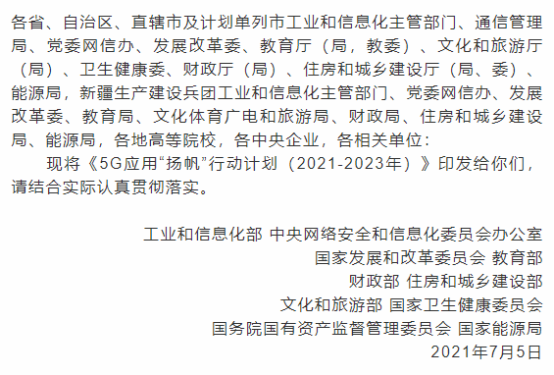 各省、自治区、直辖市及计划单列市工业和信息化主管部门、通信管理
局、党委网信办、发展改革委、教育厅（局，教委）、文化和旅游厅
（局）、卫生健康委、财政厅（局）、住房和城乡建设厅（局、委）、
能源局，新疆生产建设兵团工业和信息化主管部门、党委网信办、发展
改革委、教育局、文化体育广电和旅游局、财政局、住房和城乡建设
局、能源局，各地高等院校，各中央企业，各相关单位：
现将《5G应用“扬帆”行动计划（2021-2023年）》印发给你们，
请结合实际认真贯彻落实。
工业和信息化部 中央网络安全和信息化委员会办公室
国家发展和改革委员会 教育部
财政部 住房和城乡建设部
文化和旅游部 国家卫生健康委员会
国务院国有资产监督管理委员会 国家能源局
2021年7月5日